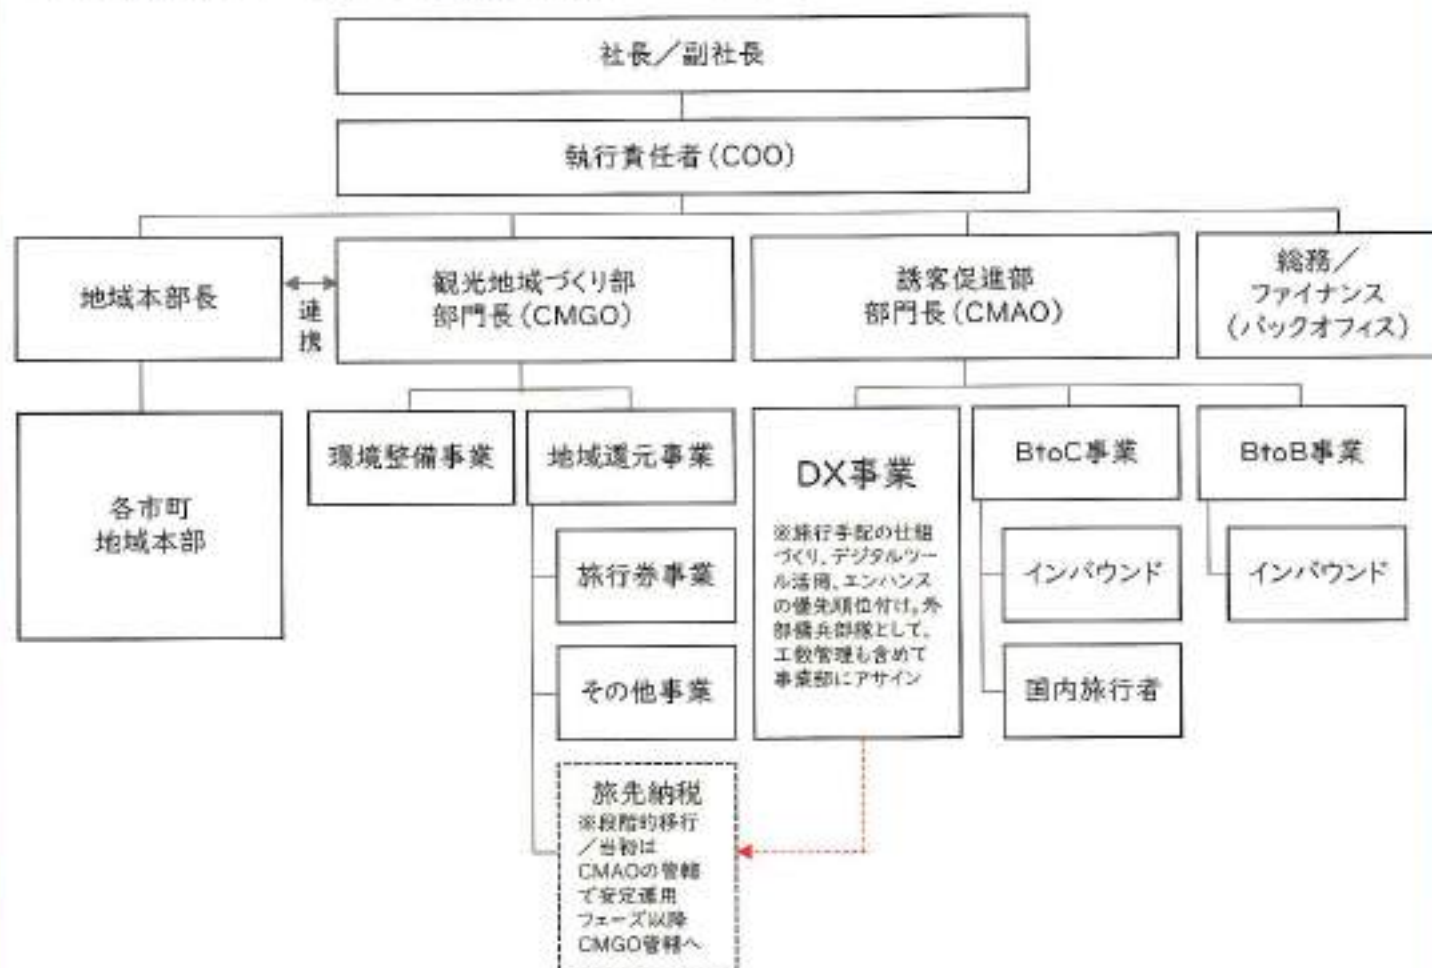 社長／副社長
執行責任者（COO）
地域本部長
連
携
観光地域づくり部
部門長（CMGO）
誘客促進部
部門長（CMAO）
総務／
ファイナンス
（バックオフィス）
各市町
地域本部
環境整備事業
地域還元事業
旅行券事業
その他事業
旅先納税
※段階的移行
／当初は
CMAOの管轄
で安定運用
フェーズ以降
CMGO管轄へ
DX事業
※旅行手配の仕組
づくり、デジタルツー
ル活用、エンハンス
の優先順位付け。外
部傭兵部隊として、
工数管理も含めて
事業部にアサイン
BtoC事業
インバウンド
国内旅行者
BtoB事業
インバウンド